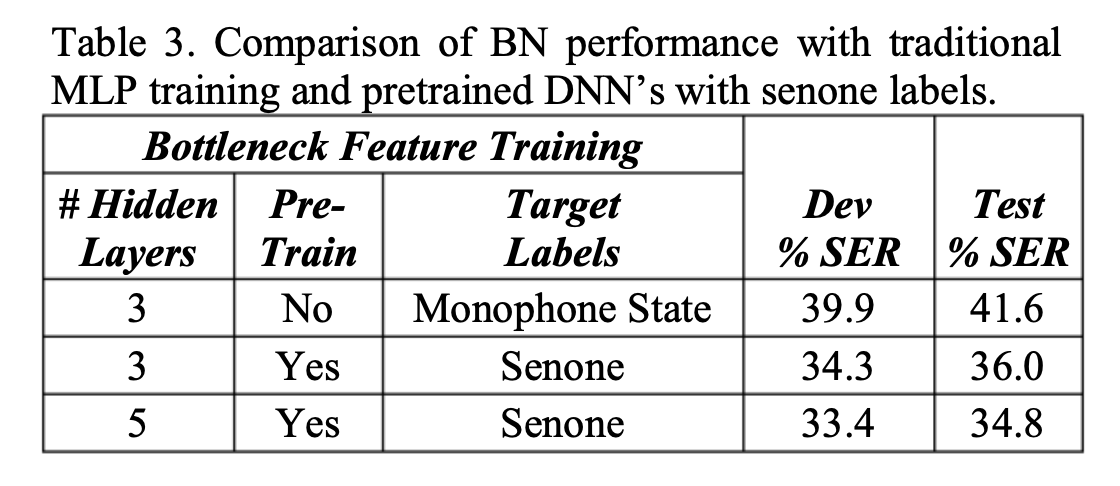 Table 3. Comparison of BN performance with traditional
MLP training and pretrained DNN's with senone labels.
Bottleneck Feature Training
# Hidden Layers Pre-Train Target Labels Dev % SER Test % SER
3 No Monophone State 39.9 41.6
3 Yes Senone 34.3 36.0
5 Yes Senone 33.4 34.8